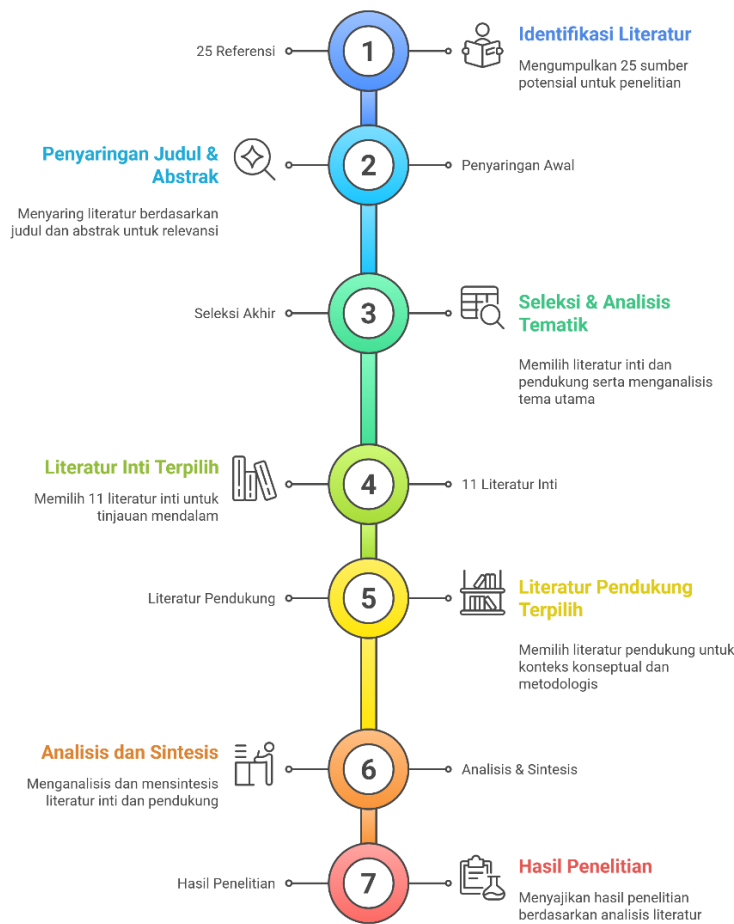 25 Referensi
1
Identifikasi Literatur
Mengumpulkan 25 sumber
potensial untuk penelitian
Penyaringan Judul &
Abstrak
Menyaring literatur berdasarkan
judul dan abstrak untuk relevansi
2
Penyaringan Awal
Seleksi Akhir
3
Seleksi & Analisis
Tematik
Memilih literatur inti dan
pendukung serta menganalisis
tema utama
Literatur Inti Terpilih
Memilih 11 literatur inti untuk
tinjauan mendalam
4
11 Literatur Inti
Literatur Pendukung
5
Literatur Pendukung
Terpilih
Memilih literatur pendukung untuk
konteks konseptual dan
metodologis
Analisis dan Sintesis
Menganalisis dan mensintesis
literatur inti dan pendukung
6
Analisis & Sintesis
Hasil Penelitian
7
Hasil Penelitian
Menyajikan hasil penelitian
berdasarkan analisis literatur